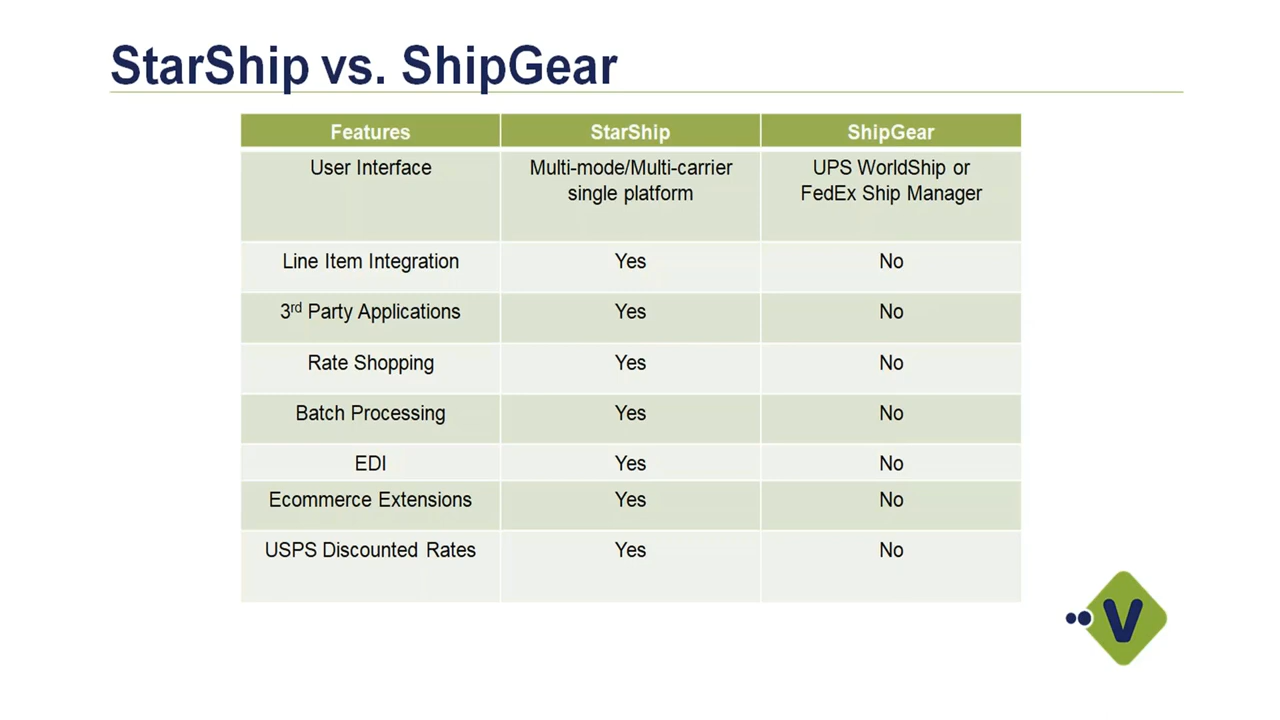 StarShip vs. ShipGear
Features StarShip ShipGear
User Interface Multi-mode/Multi-carrier UPS WorldShip or
single platform FedEx Ship Manager
Line Item Integration Yes No
3rd Party Applications Yes No
Rate Shopping Yes No
Batch Processing Yes No
EDI Yes No
Ecommerce Extensions Yes No
USPS Discounted Rates Yes No
V